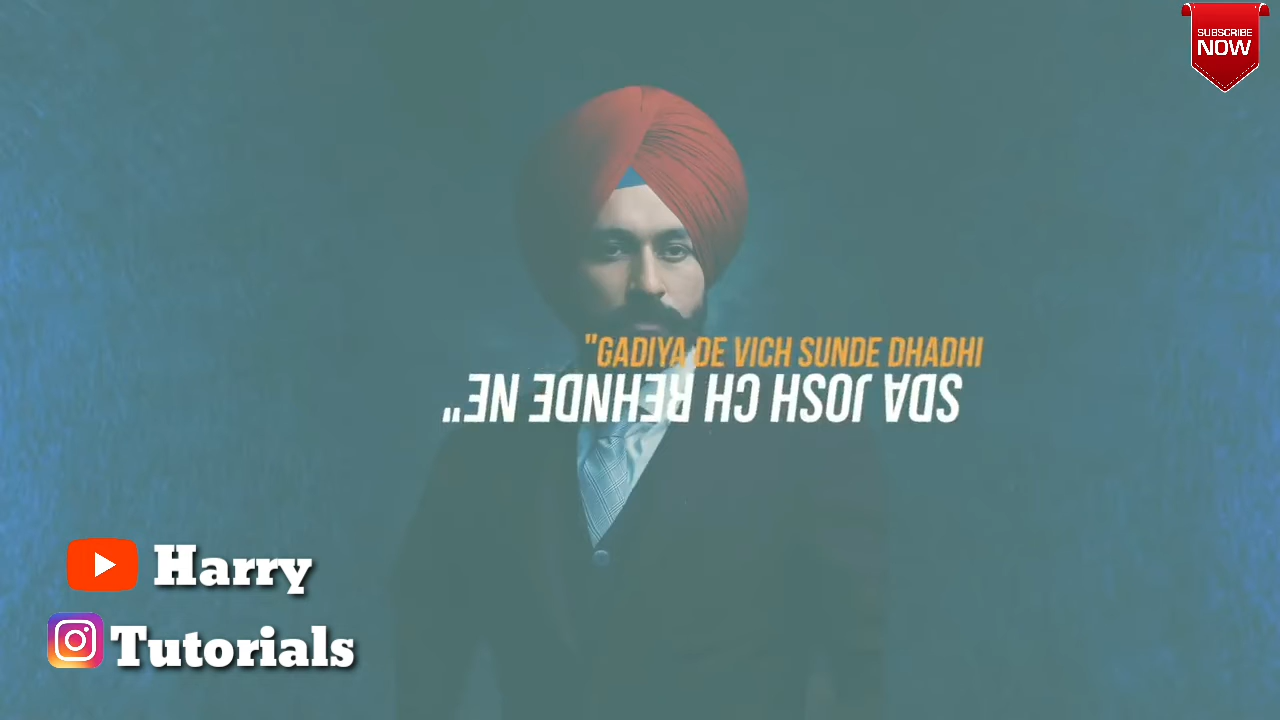 SUBSCRIBE
NOW
"GADIYA DE VICH SUNDE DHADHI
SDA JOSH CH REHNDE NE"
Harry
Tutorials